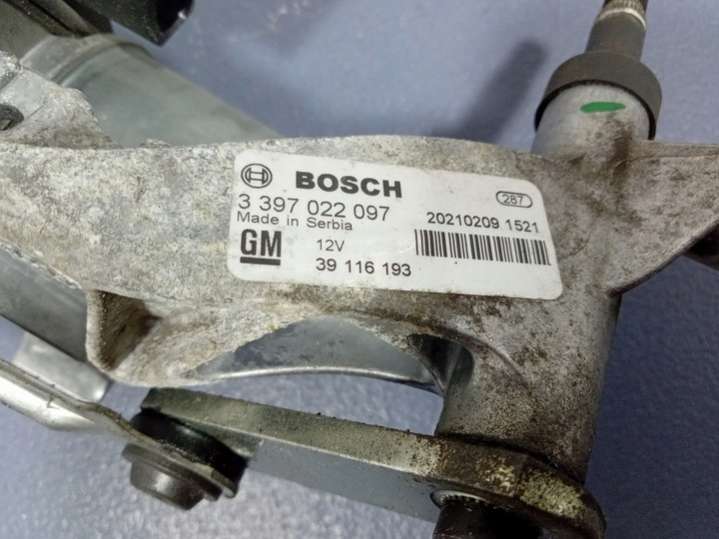 BOSCH
287
3 397 022 097
20210209 1521
Made in Serbia
GM
12V
39 116 193